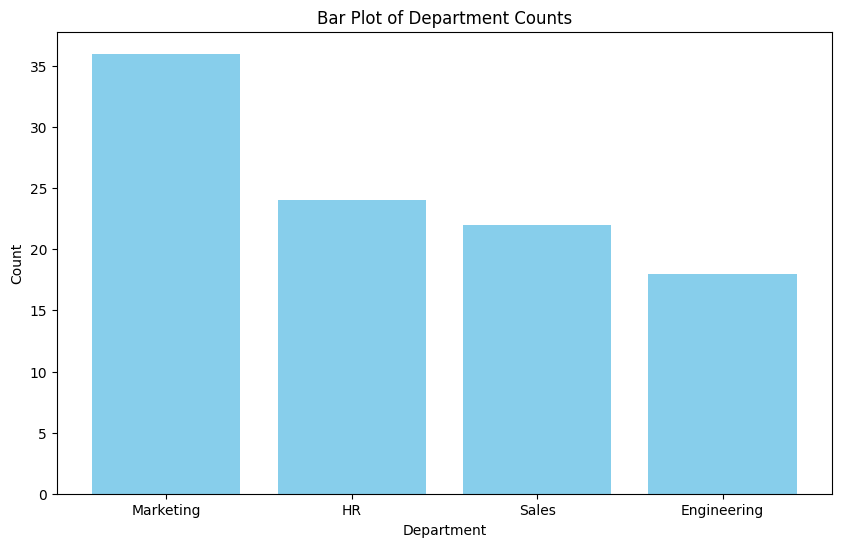 Bar Plot of Department Counts
35
30
25
20
15
10
5
0
Count
Marketing HR Sales Engineering
Department